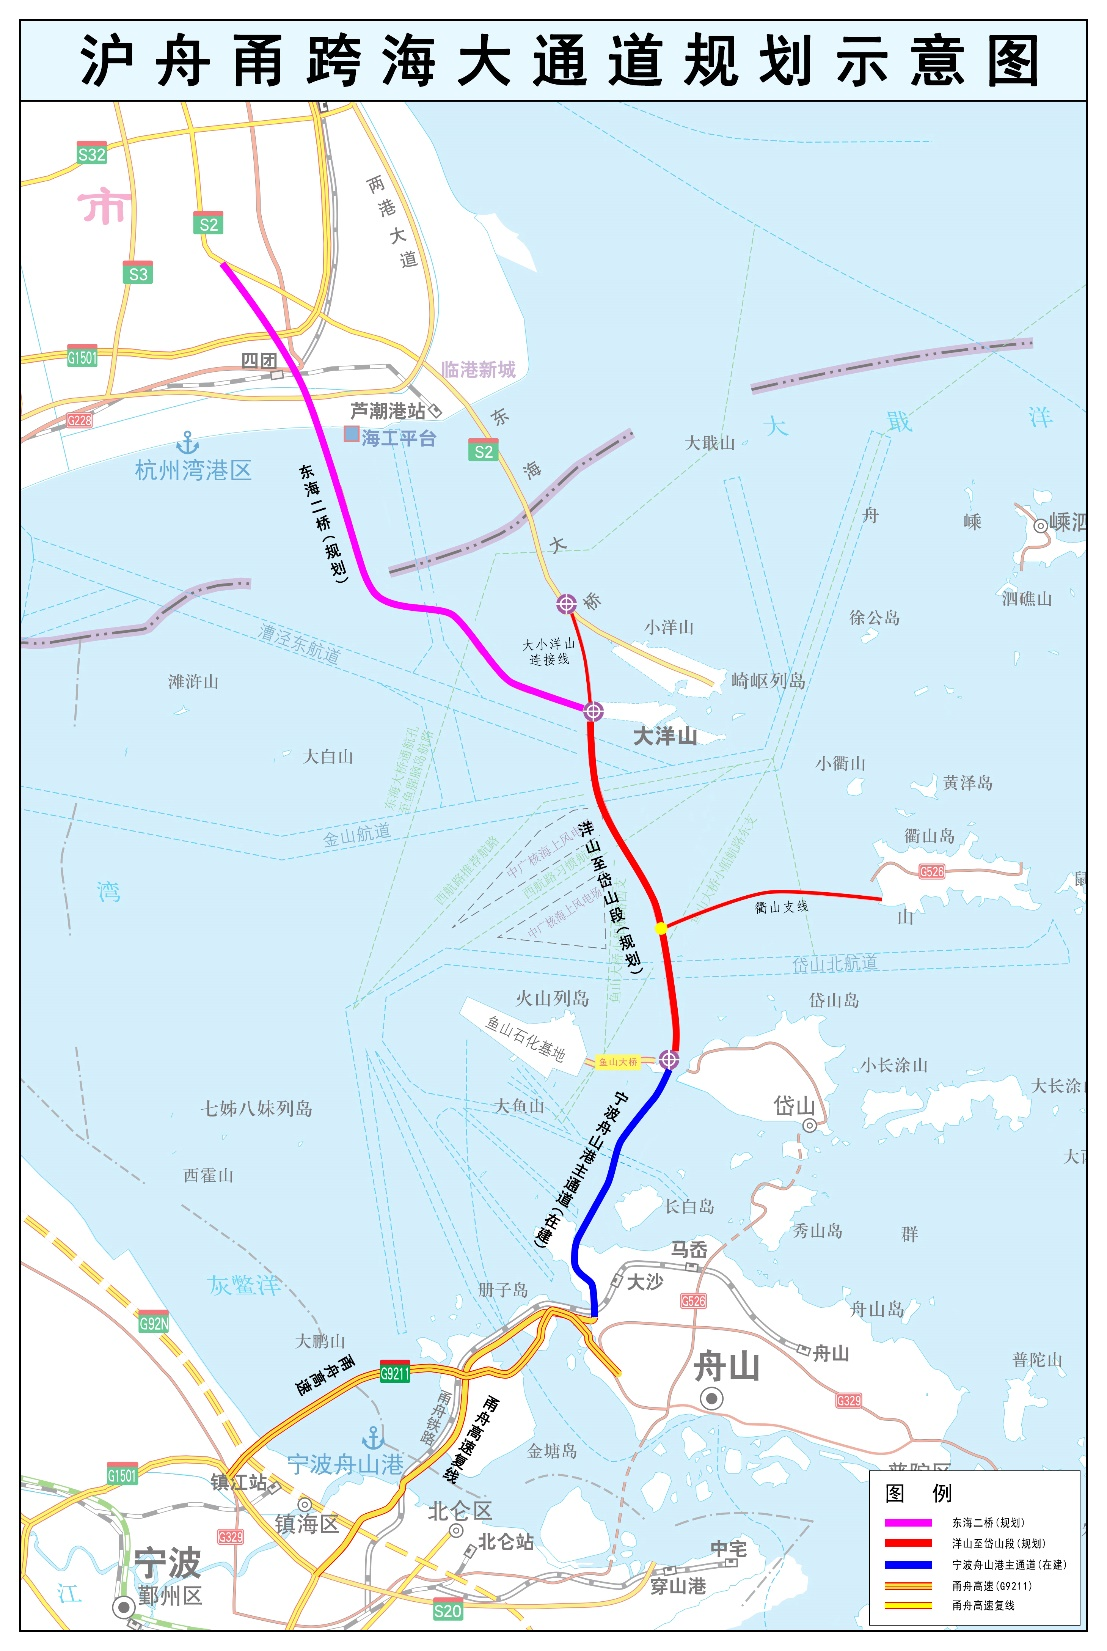 沪舟甬跨海大通道规划示意图
S32
市
S2
两港大道
S3
G1501
四团
临港新城
G228
芦潮港站
海工平台
杭州湾港区
S2
东海大桥
大戢山
大戢洋
东海二桥(规划)
舟
嵊
嵊泗
泗礁山
徐公岛
漕泾东航道
大小洋山
连接线
小洋山
崎岖列岛
滩浒山
大洋山
大白山
小衢山
黄泽岛
金山航道
衢山岛
G526
湾
洋山至岱山段(规划)
衢山支线
山
岱山北航道
火山列岛
岱山岛
鱼山石化基地
鱼山大桥
小长涂山
大长涂
七姊八妹列岛
大鱼山
岱山
宁波舟山港主通道(在建)
西霍山
长白岛
秀山岛
群
马岙
灰鳖洋
册子岛
大沙
G526
舟山岛
G92N
大鹏山
舟山
普陀山
甬舟高速
G9211
舟山
G329
甬舟铁路
甬舟高速复线
宁波舟山港
金塘岛
G1501
镇江站
镇海区
北仑区
G329
北仑站
宁波
鄞州区
中宅
穿山港
江
S20
图例
东海二桥(规划)
洋山至岱山段(规划)
宁波舟山港主通道(在建)
甬舟高速(G9211)
甬舟高速复线